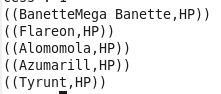 ((BanetteMega Banette,HP))
((Flareon,HP))
((Alomomola,HP))
((Azumarill,HP))
((Tyrunt,HP))